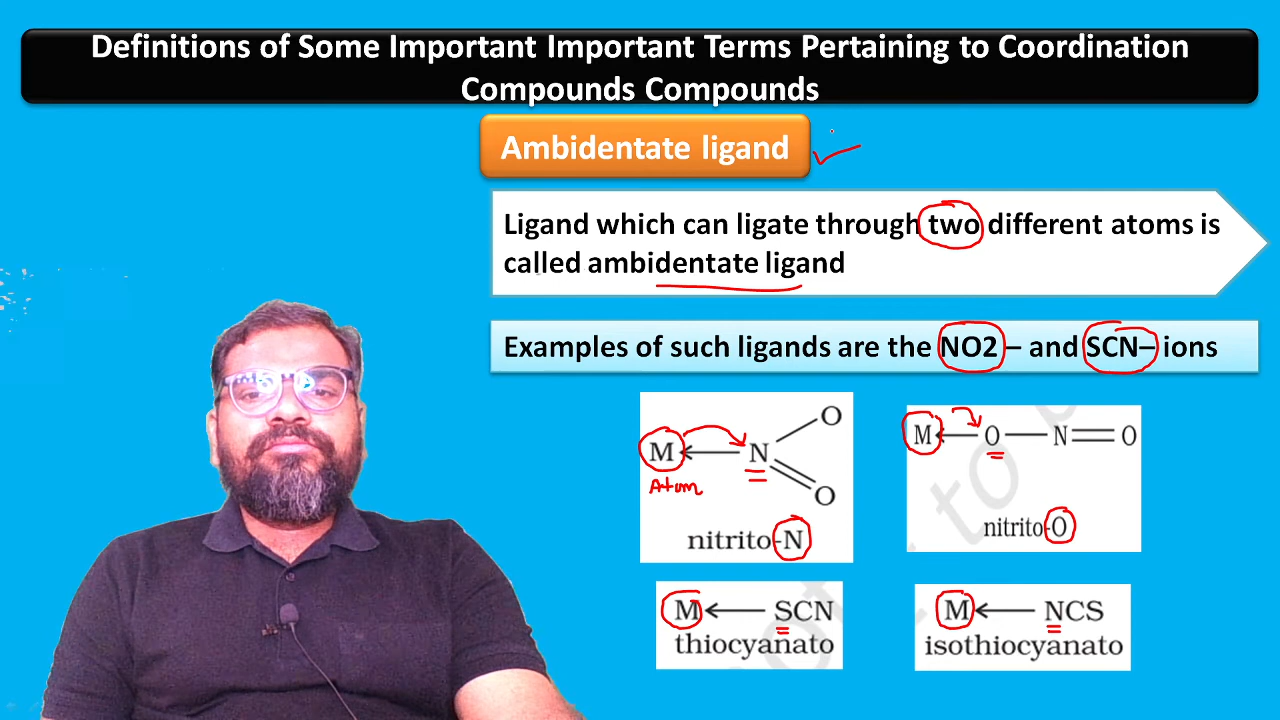 Definitions of Some Important Important Terms Pertaining to Coordination
Compounds Compounds
Ambidentate ligand
Ligand which can ligate through two different atoms is
called ambidentate ligand
Examples of such ligands are the NO2 – and SCN– ions
M ← N O O
Atom
nitrito-N
M ← O — N = O
nitrito-O
M ← SCN
thiocyanato
M ← NCS
isothiocyanato